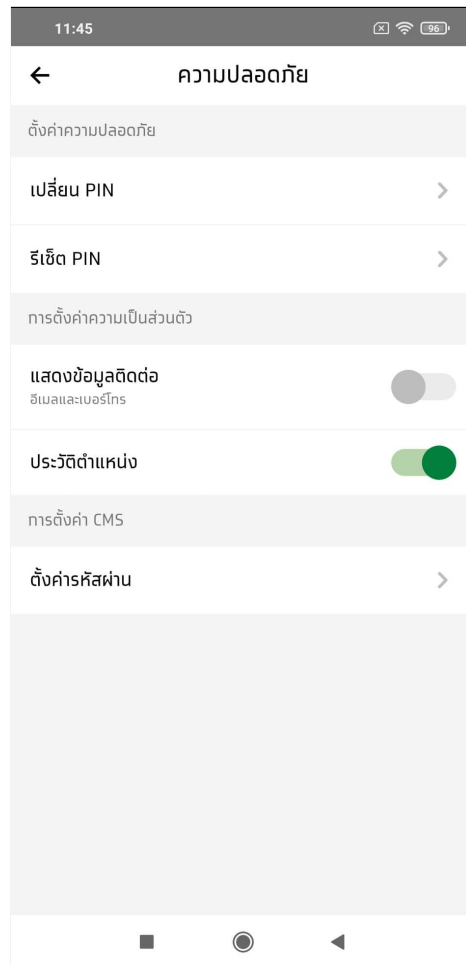 11:45
96
ความปลอดภัย
ตั้งค่าความปลอดภัย
เปลี่ยน PIN
รีเซ็ต PIN
การตั้งค่าความเป็นส่วนตัว
แสดงข้อมูลติดต่อ
อีเมลและเบอร์โทร
ประวัติตำแหน่ง
การตั้งค่า CMS
ตั้งค่ารหัสผ่าน